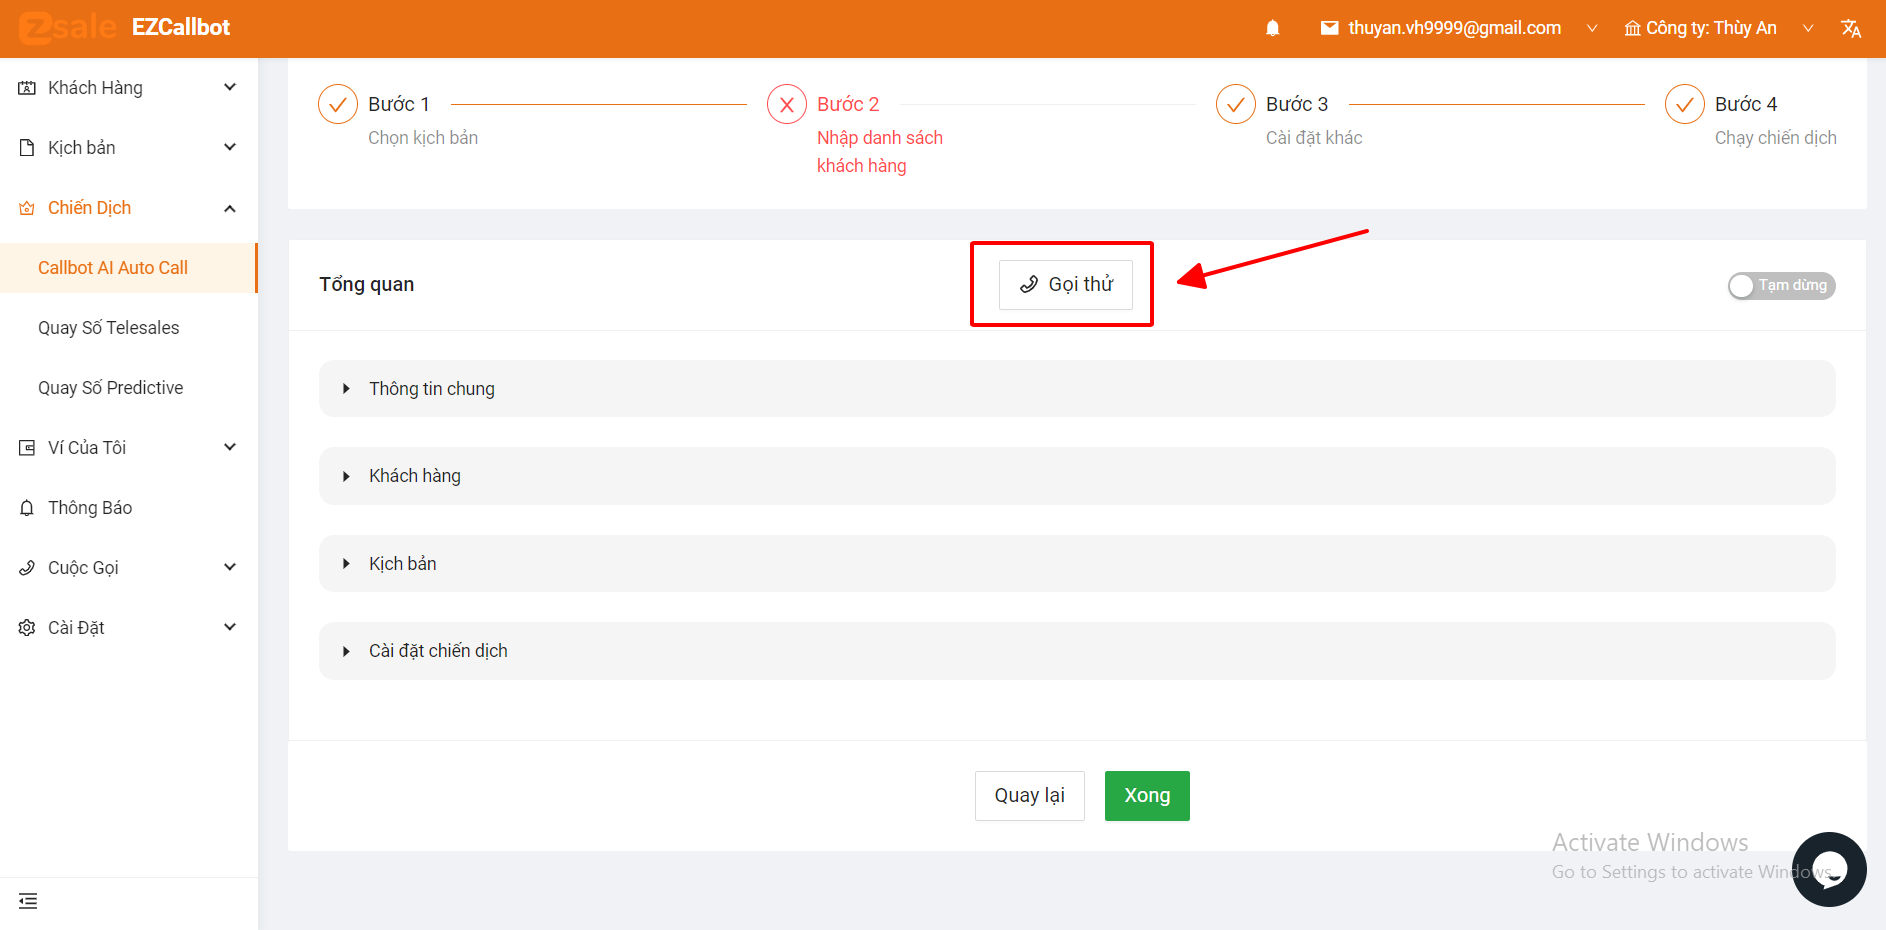 zsale EZCallbot
thuyan.vh9999@gmail.com
Công ty: Thùy An
Khách Hàng
Kịch bản
Chiến Dịch
Callbot AI Auto Call
Quay Số Telesales
Quay Số Predictive
Ví Của Tôi
Thông Báo
Cuộc Gọi
Cài Đặt
Bước 1
Chọn kịch bản
Bước 2
Nhập danh sách
khách hàng
Bước 3
Cài đặt khác
Bước 4
Chạy chiến dịch
Tổng quan
Gọi thử
Tạm dừng
Thông tin chung
Khách hàng
Kịch bản
Cài đặt chiến dịch
Quay lại
Xong
Activate Windows
Go to Settings to activate Windows.